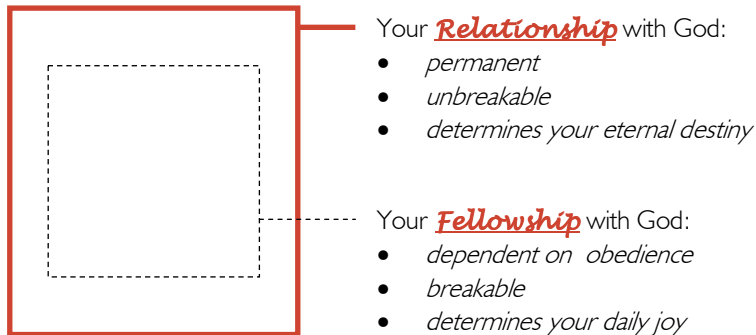 Your Relationship with God:
• permanent
• unbreakable
• determines your eternal destiny
Your Fellowship with God:
• dependent on obedience
• breakable
• determines your daily joy